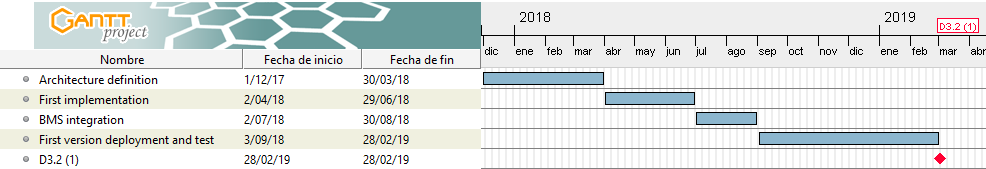 GANTT
project
2018 2019
D3.2 (1)
dic ene feb mar abr may jun jul ago sep oct nov dic ene feb mar abr
Nombre Fecha de inicio Fecha de fin
Architecture definition 1/12/17 30/03/18
First implementation 2/04/18 29/06/18
BMS integration 2/07/18 30/08/18
First version deployment and test 3/09/18 28/02/19
D3.2 (1) 28/02/19 28/02/19